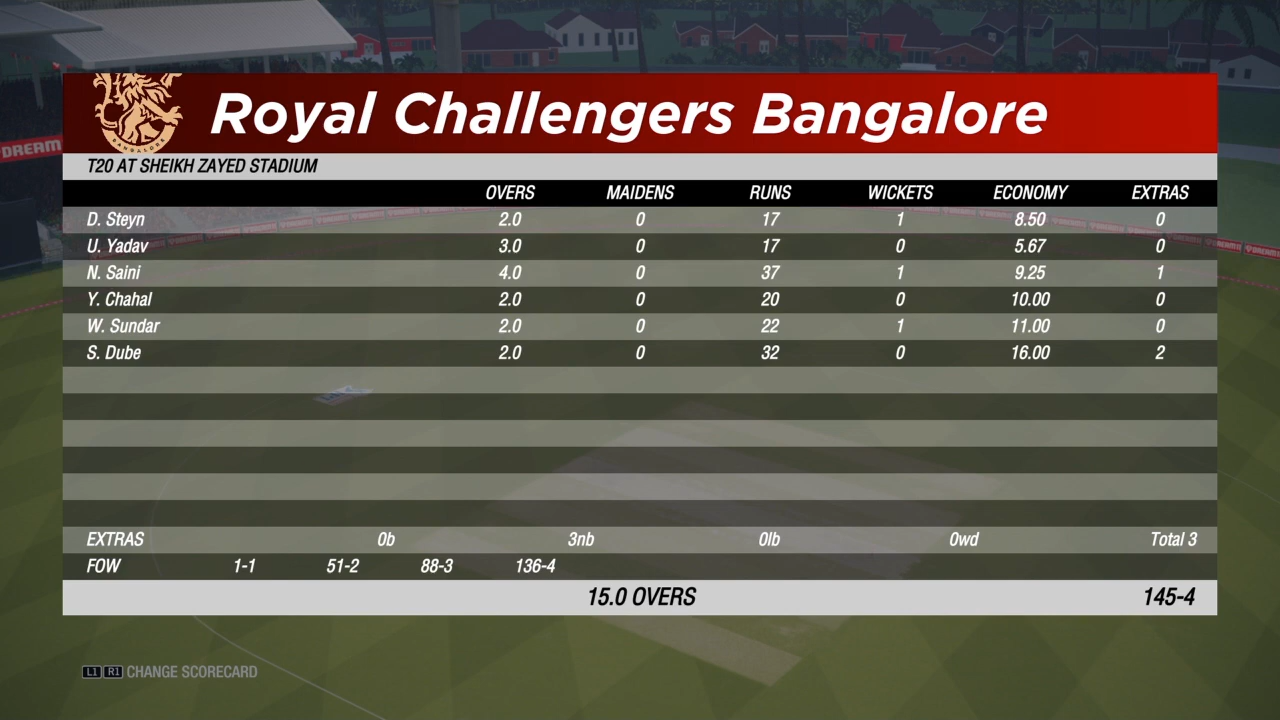 Royal Challengers Bangalore
BANGALORE
DREAM
T20 AT SHEIKH ZAYED STADIUM
OVERS MAIDENS RUNS WICKETS ECONOMY EXTRAS
D. Steyn 2.0 0 17 1 8.50 0
U. Yadav 3.0 0 17 0 5.67 0
N. Saini 4.0 0 37 1 9.25 1
Y. Chahal 2.0 0 20 0 10.00 0
W. Sundar 2.0 0 22 1 11.00 0
S. Dube 2.0 0 32 0 16.00 2
EXTRAS 0b 3nb 0lb 0wd Total 3
FOW 1-1 51-2 88-3 136-4
15.0 OVERS 145-4
L1 R1 CHANGE SCORECARD